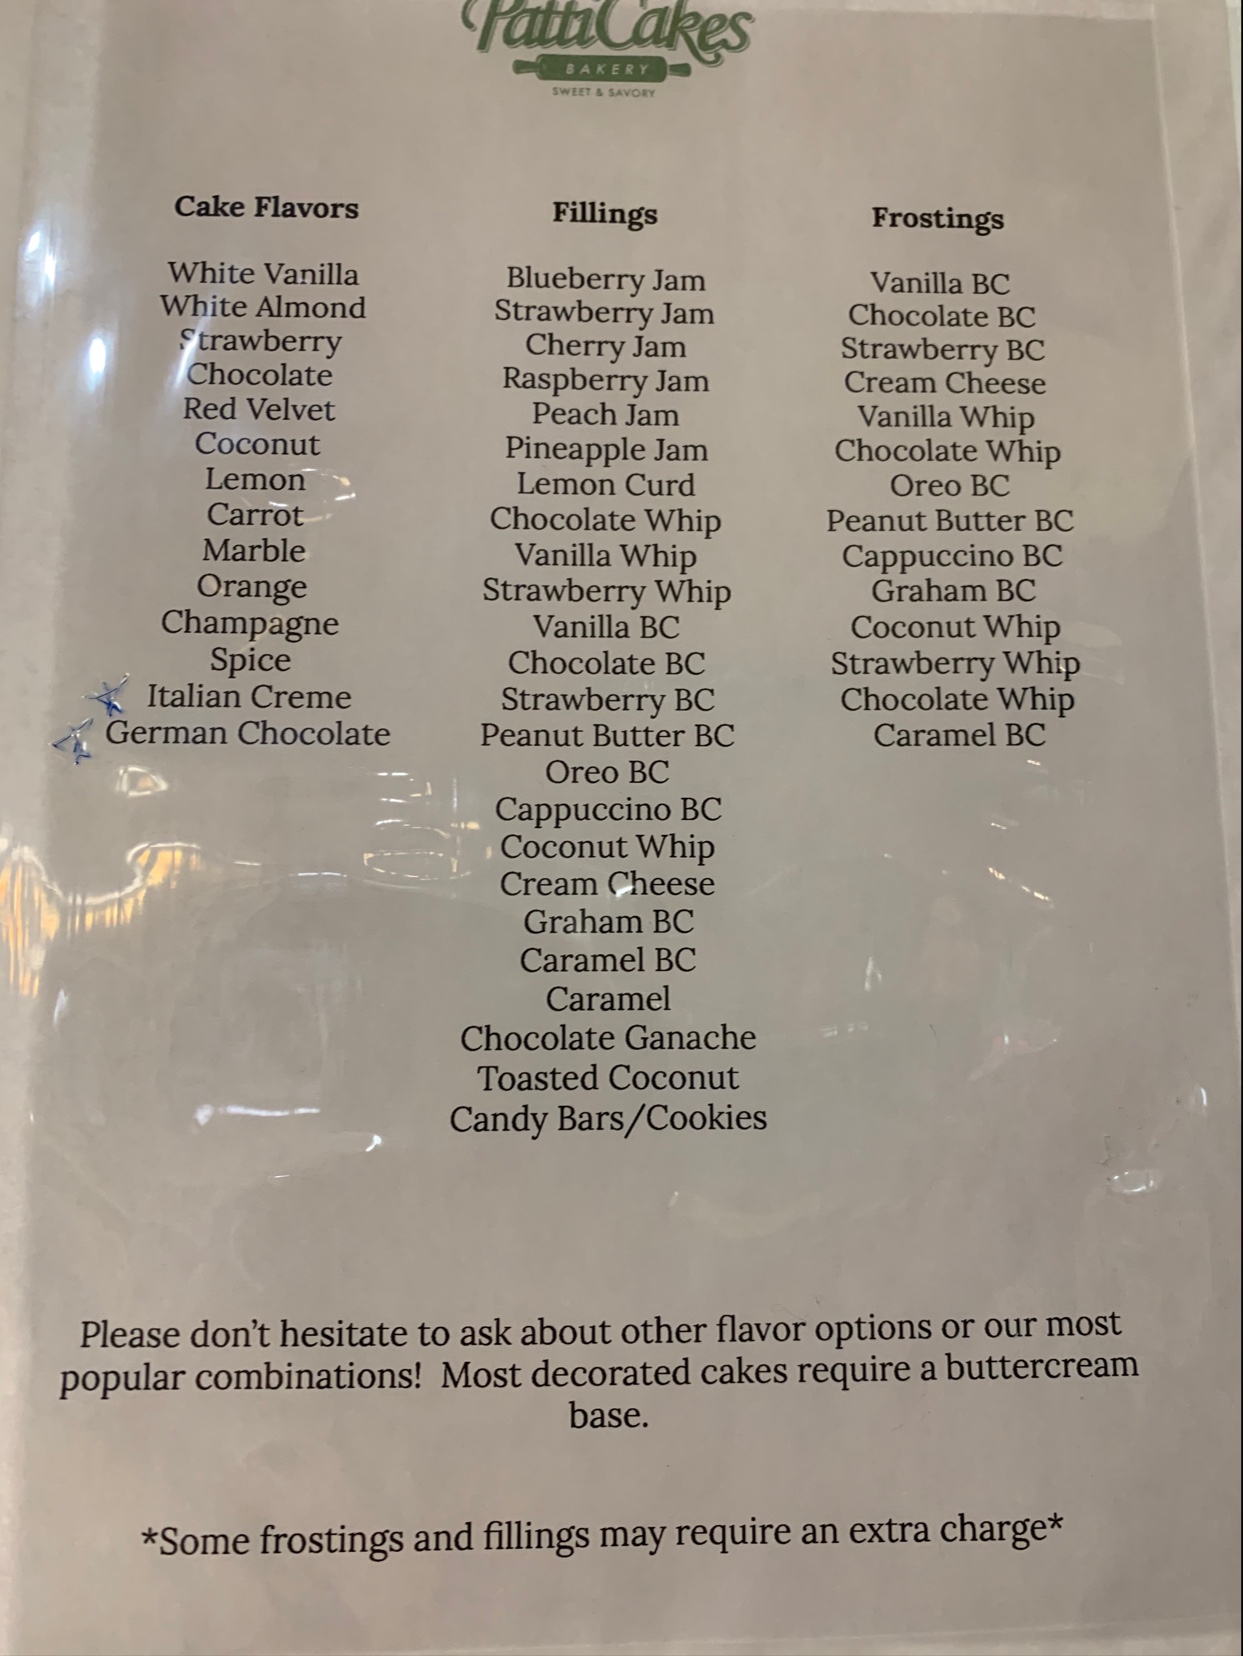 Patti Cakes
BAKERY
SWEET & SAVORY
Cake Flavors
White Vanilla
White Almond
Strawberry
Chocolate
Red Velvet
Coconut
Lemon
Carrot
Marble
Orange
Champagne
Spice
Italian Creme
German Chocolate
Fillings
Blueberry Jam
Strawberry Jam
Cherry Jam
Raspberry Jam
Peach Jam
Pineapple Jam
Lemon Curd
Chocolate Whip
Vanilla Whip
Strawberry Whip
Vanilla BC
Chocolate BC
Strawberry BC
Peanut Butter BC
Oreo BC
Cappuccino BC
Coconut Whip
Cream Cheese
Graham BC
Caramel BC
Caramel
Chocolate Ganache
Toasted Coconut
Candy Bars/Cookies
Frostings
Vanilla BC
Chocolate BC
Strawberry BC
Cream Cheese
Vanilla Whip
Chocolate Whip
Oreo BC
Peanut Butter BC
Cappuccino BC
Graham BC
Coconut Whip
Strawberry Whip
Chocolate Whip
Caramel BC
Please don't hesitate to ask about other flavor options or our most
popular combinations! Most decorated cakes require a buttercream
base.
*Some frostings and fillings may require an extra charge*